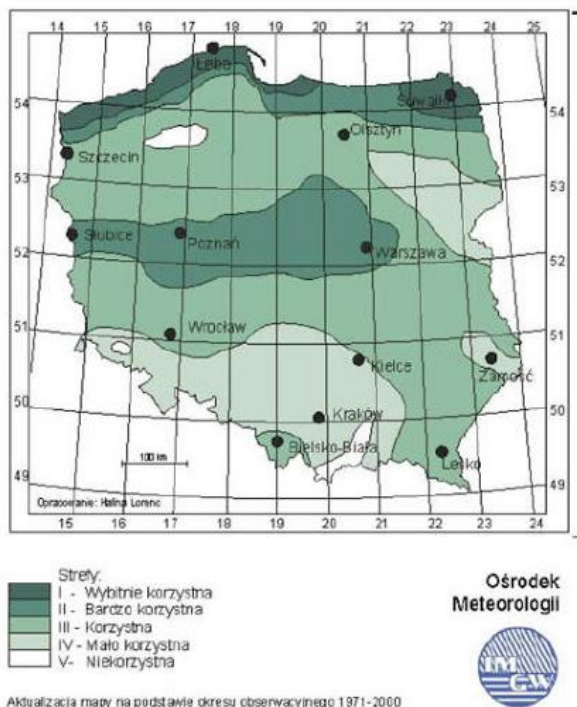 14 15 16 17 18 19 20 21 22 23 24 25
Łeba
Suwałki
54 54
Olsztyn
Szczecin
53 53
Słubice
Poznań
52 Warszawa 52
51 Wrocław 51
Kielce
Zamość
50 Kraków 50
Bielsko-Biała
100 km
Lesko
49 49
Opracowanie: Halina Lorenc
15 16 17 18 19 20 21 22 23 24
Strefy:
I - Wybitnie korzystna
II - Bardzo korzystna
III - Korzystna
IV - Mało korzystna
V- Niekorzystna
Ośrodek
Meteorologii
IM
GW
Aktualizacja mapy na podstawie okresu obserwacyjnego 1971-2000